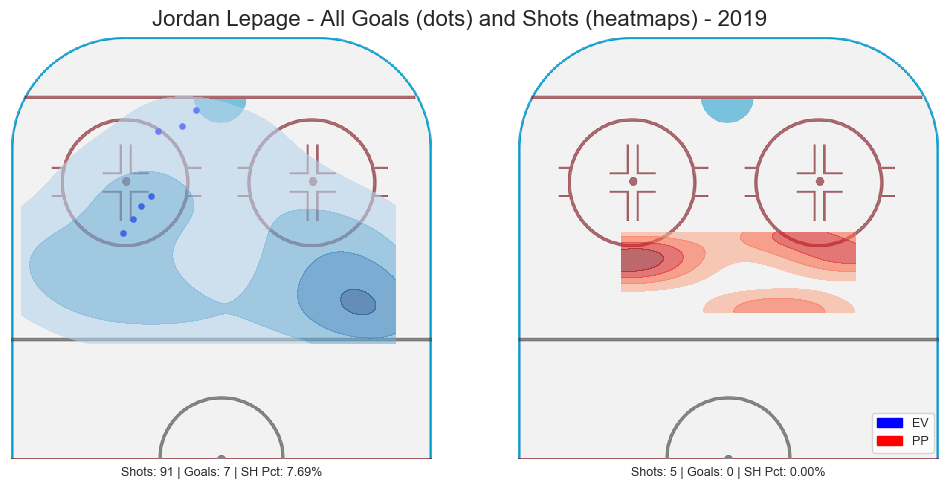 Jordan Lepage - All Goals (dots) and Shots (heatmaps) - 2019
EV
PP
Shots: 91 | Goals: 7 | SH Pct: 7.69%
Shots: 5 | Goals: 0 | SH Pct: 0.00%